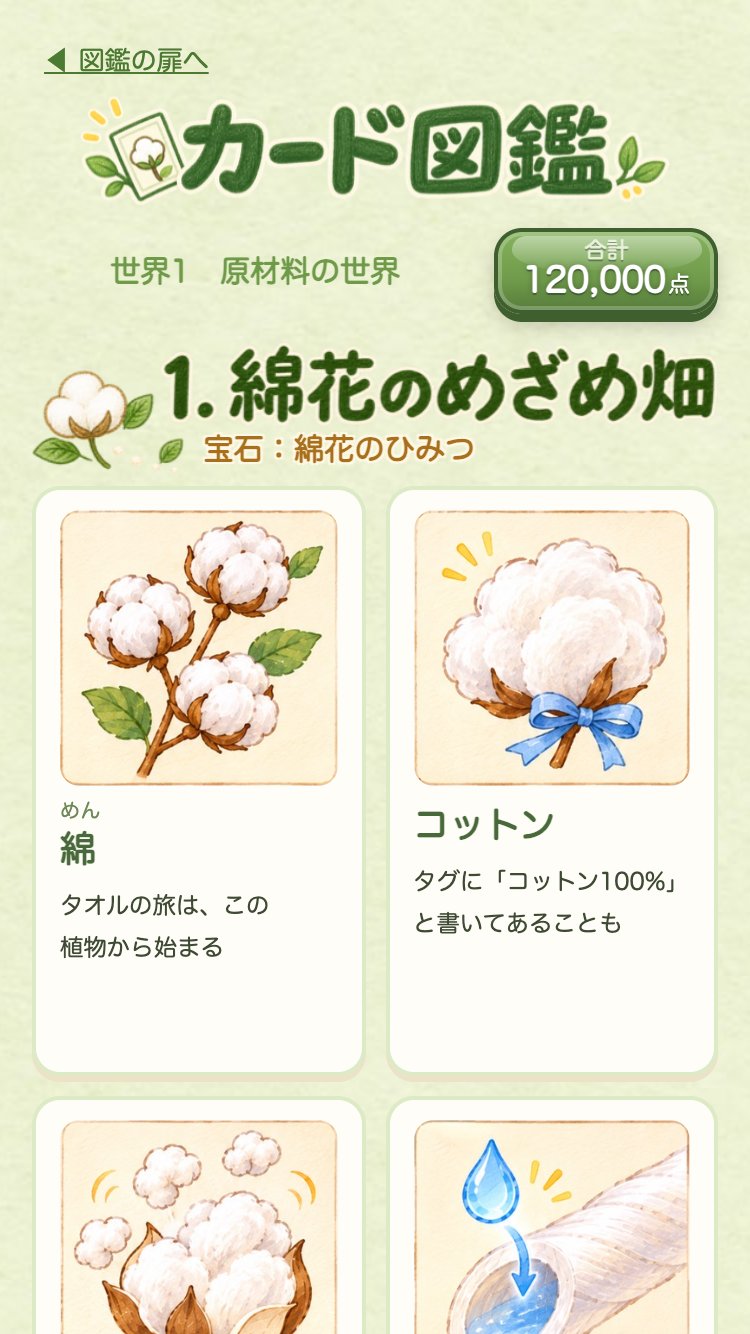 ◀ 図鑑の扉へ
カード図鑑
世界1　原材料の世界
合計
120,000点
1. 綿花のめざめ畑
宝石：綿花のひみつ
めん
綿
タオルの旅は、この
植物から始まる
コットン
タグに「コットン100%」
と書いてあることも